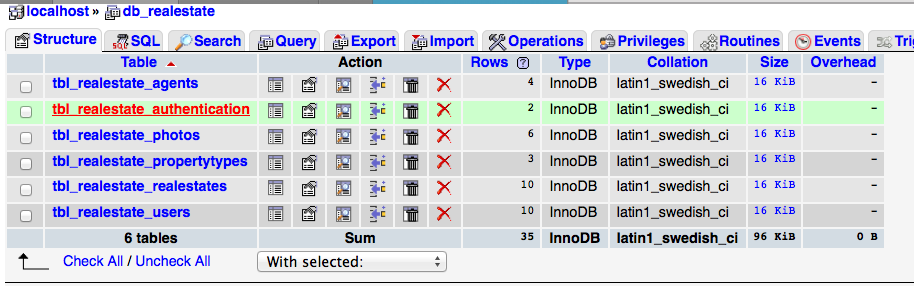 localhost » db_realestate
Structure SQL Search Query Export Import Operations Privileges Routines Events Tri
Table Action Rows Type Collation Size Overhead
tbl_realestate_agents 4 InnoDB latin1_swedish_ci 16 KiB -
tbl_realestate_authentication 2 InnoDB latin1_swedish_ci 16 KiB -
tbl_realestate_photos 6 InnoDB latin1_swedish_ci 16 KiB -
tbl_realestate_propertytypes 3 InnoDB latin1_swedish_ci 16 KiB -
tbl_realestate_realestates 10 InnoDB latin1_swedish_ci 16 KiB -
tbl_realestate_users 10 InnoDB latin1_swedish_ci 16 KiB -
6 tables Sum 35 InnoDB latin1_swedish_ci 96 KiB 0 B
Check All / Uncheck All With selected: